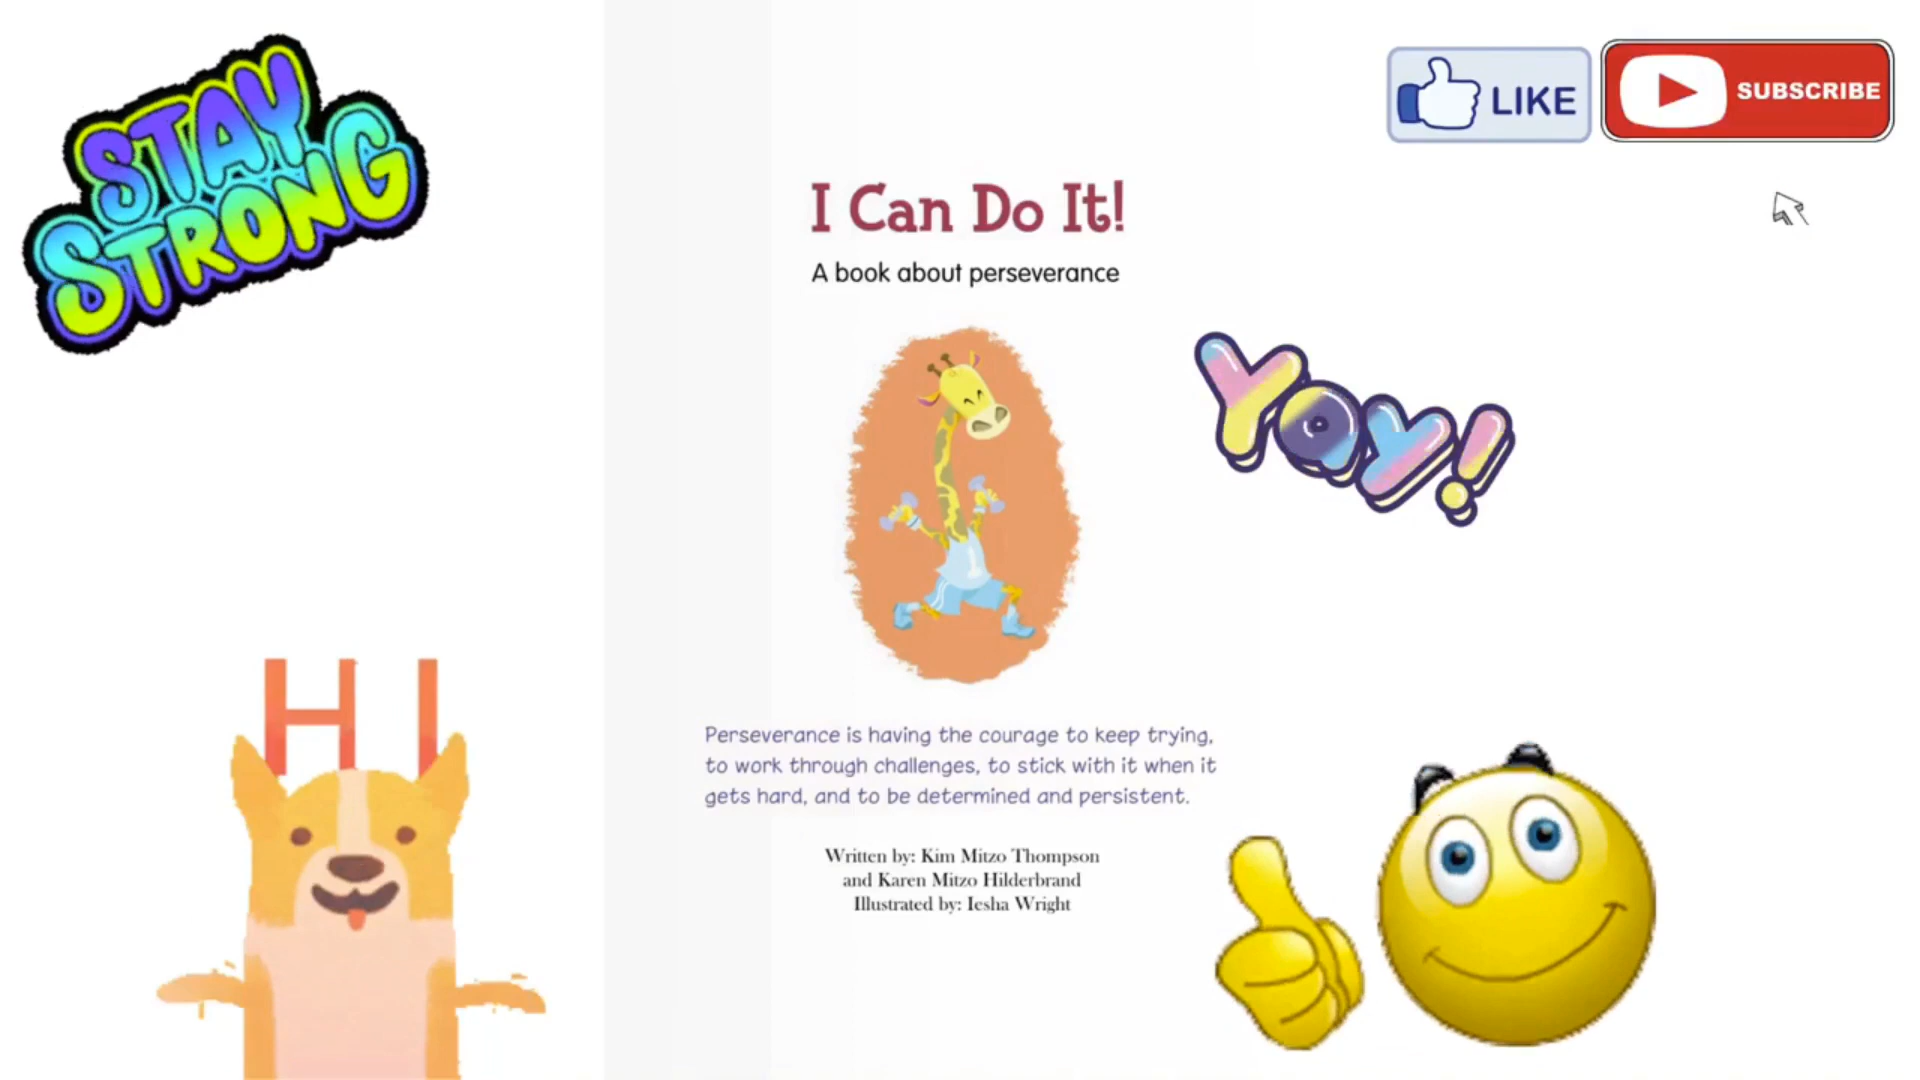 STAY
STRONG
LIKE
SUBSCRIBE
I Can Do It!
A book about perseverance
YAY!
HI
Perseverance is having the courage to keep trying,
to work through challenges, to stick with it when it
gets hard, and to be determined and persistent.
Written by: Kim Mitzo Thompson
and Karen Mitzo Hilderbrand
Illustrated by: Iesha Wright